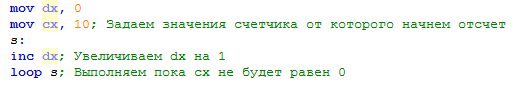 mov dx, 0
mov cx, 10; Задаем значения счетчика от которого начнем отсчет
s:
inc dx; Увеличиваем dx на 1
loop s; Выполняем пока cx не будет равен 0